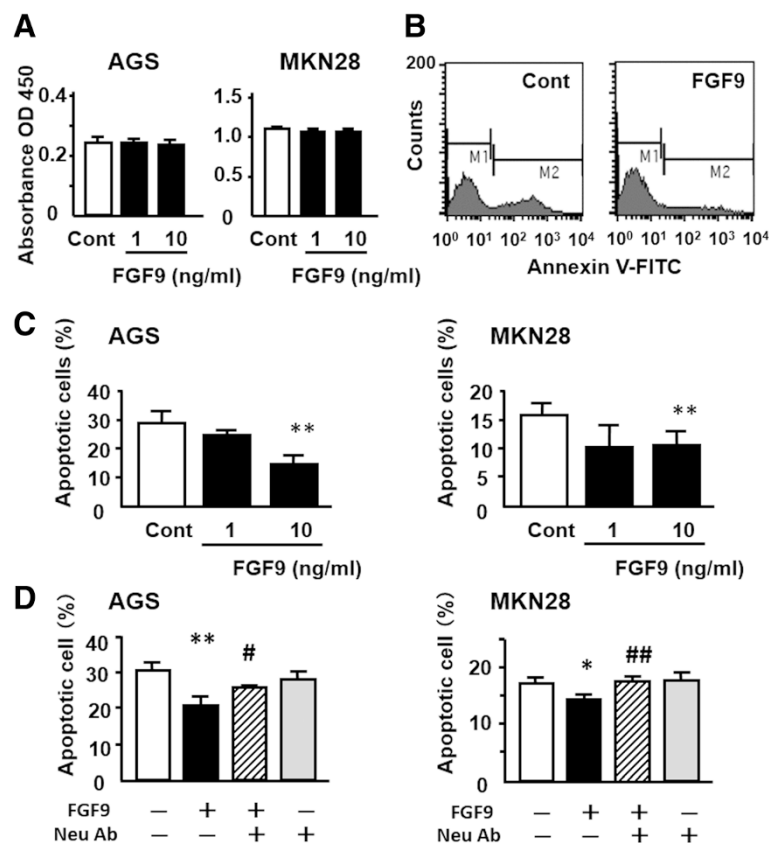 A
B
AGS
MKN28
Absorbance OD 450
0.4
0.2
0
1.5
1.0
0.5
0
Cont 1 10
FGF9 (ng/ml)
Cont 1 10
FGF9 (ng/ml)
200
Counts
Cont
M1
M2
10⁰ 10¹ 10² 10³ 10⁴
FGF9
M1
M2
10⁰ 10¹ 10² 10³ 10⁴
Annexin V-FITC
C
AGS
Apoptotic cells (%)
40
30
20
10
0
**
Cont 1 10
FGF9 (ng/ml)
MKN28
Apoptotic cells (%)
20
15
10
5
0
**
Cont 1 10
FGF9 (ng/ml)
D
AGS
Apoptotic cell (%)
40
30
20
10
0
**
#
FGF9 − + + −
Neu Ab − − + +
MKN28
Apoptotic cell (%)
20
10
0
*
##
FGF9 − + + −
Neu Ab − − + +